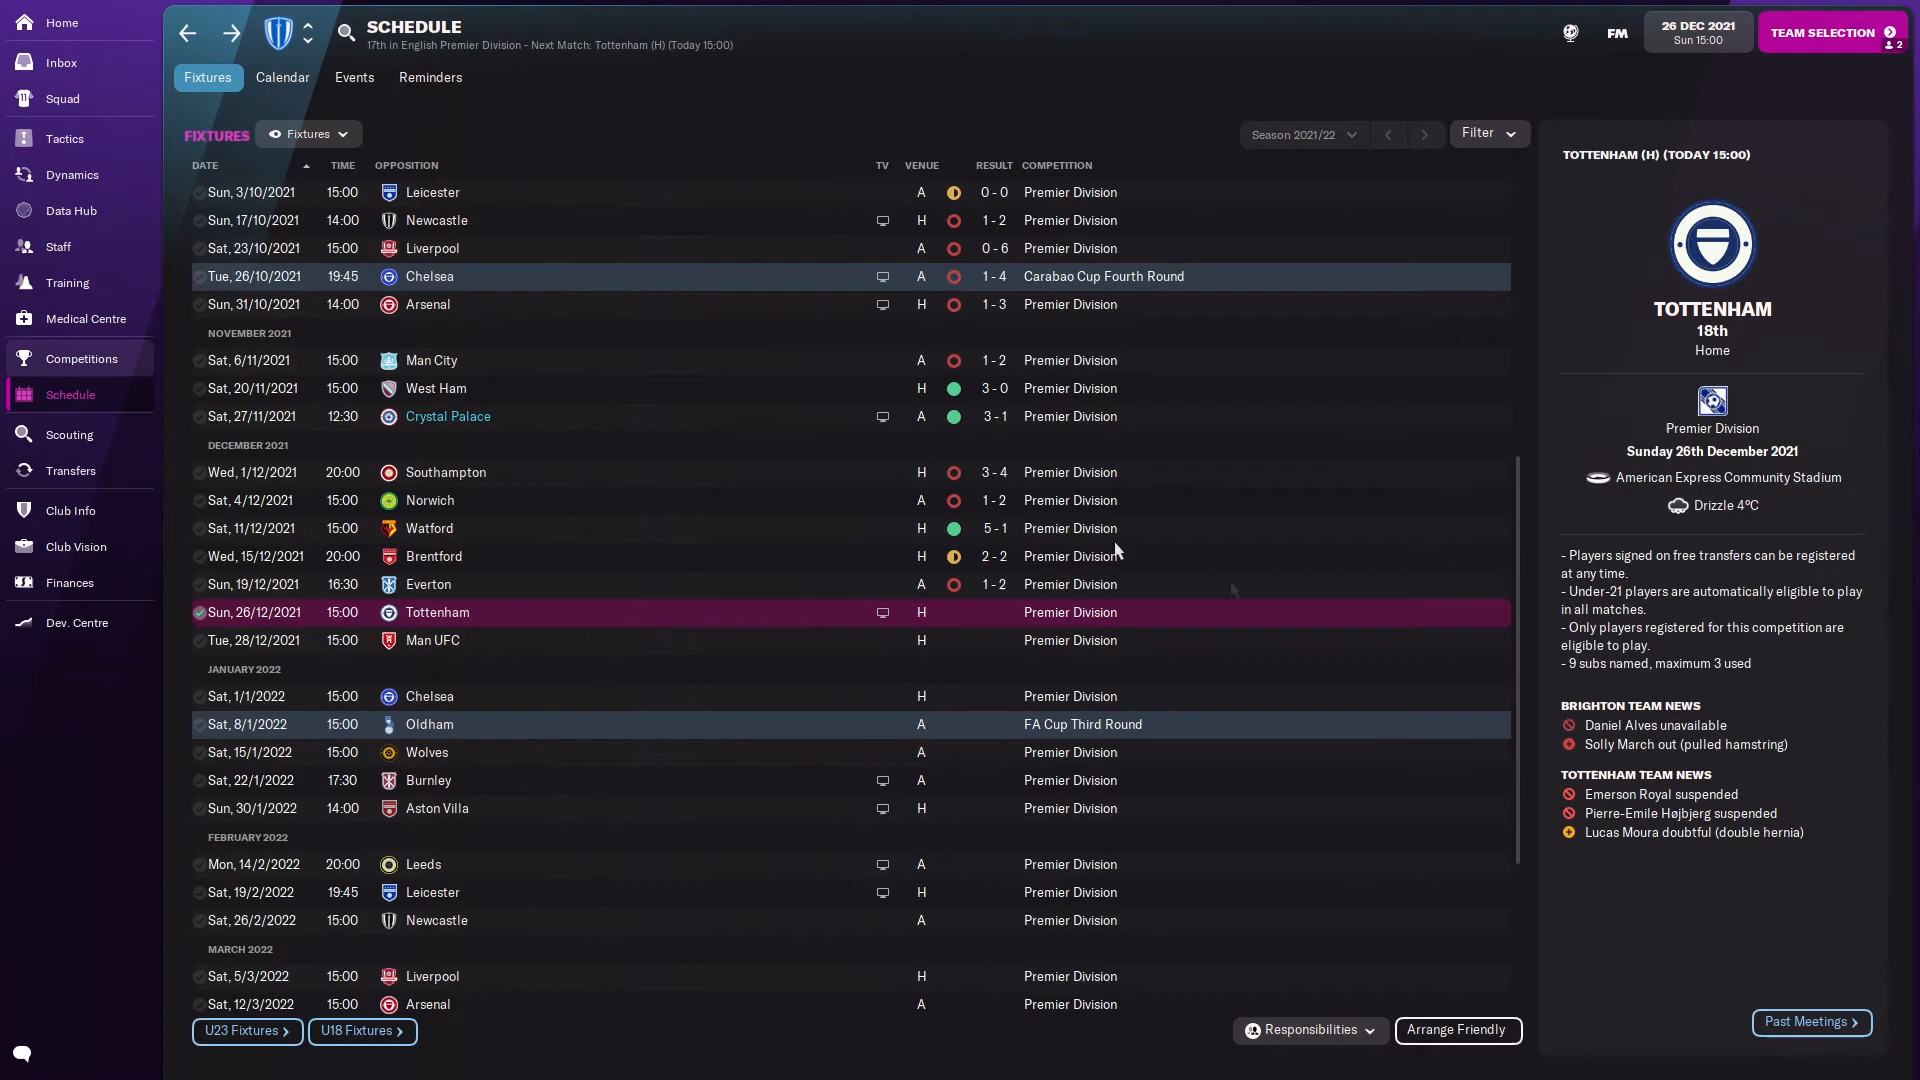 Home
Inbox
Squad
Tactics
Dynamics
Data Hub
Staff
Training
Medical Centre
Competitions
Schedule
Scouting
Transfers
Club Info
Club Vision
Finances
Dev. Centre
SCHEDULE
17th in English Premier Division - Next Match: Tottenham (H) (Today 15:00)
FM
26 DEC 2021
Sun 15:00
TEAM SELECTION
2
Fixtures Calendar Events Reminders
FIXTURES Fixtures Season 2021/22 Filter
DATE TIME OPPOSITION TV VENUE RESULT COMPETITION
Sun, 3/10/2021 15:00 Leicester A 0 - 0 Premier Division
Sun, 17/10/2021 14:00 Newcastle H 1 - 2 Premier Division
Sat, 23/10/2021 15:00 Liverpool A 0 - 6 Premier Division
Tue, 26/10/2021 19:45 Chelsea A 1 - 4 Carabao Cup Fourth Round
Sun, 31/10/2021 14:00 Arsenal H 1 - 3 Premier Division
NOVEMBER 2021
Sat, 6/11/2021 15:00 Man City A 1 - 2 Premier Division
Sat, 20/11/2021 15:00 West Ham H 3 - 0 Premier Division
Sat, 27/11/2021 12:30 Crystal Palace A 3 - 1 Premier Division
DECEMBER 2021
Wed, 1/12/2021 20:00 Southampton H 3 - 4 Premier Division
Sat, 4/12/2021 15:00 Norwich A 1 - 2 Premier Division
Sat, 11/12/2021 15:00 Watford H 5 - 1 Premier Division
Wed, 15/12/2021 20:00 Brentford H 2 - 2 Premier Division
Sun, 19/12/2021 16:30 Everton A 1 - 2 Premier Division
Sun, 26/12/2021 15:00 Tottenham H Premier Division
Tue, 28/12/2021 15:00 Man UFC H Premier Division
JANUARY 2022
Sat, 1/1/2022 15:00 Chelsea H Premier Division
Sat, 8/1/2022 15:00 Oldham A FA Cup Third Round
Sat, 15/1/2022 15:00 Wolves A Premier Division
Sat, 22/1/2022 17:30 Burnley A Premier Division
Sun, 30/1/2022 14:00 Aston Villa H Premier Division
FEBRUARY 2022
Mon, 14/2/2022 20:00 Leeds A Premier Division
Sat, 19/2/2022 19:45 Leicester H Premier Division
Sat, 26/2/2022 15:00 Newcastle A Premier Division
MARCH 2022
Sat, 5/3/2022 15:00 Liverpool H Premier Division
Sat, 12/3/2022 15:00 Arsenal A Premier Division
U23 Fixtures U18 Fixtures Responsibilities Arrange Friendly
TOTTENHAM (H) (TODAY 15:00)
TOTTENHAM
18th
Home
Premier Division
Sunday 26th December 2021
American Express Community Stadium
Drizzle 4°C
- Players signed on free transfers can be registered
at any time.
- Under-21 players are automatically eligible to play
in all matches.
- Only players registered for this competition are
eligible to play.
- 9 subs named, maximum 3 used
BRIGHTON TEAM NEWS
Daniel Alves unavailable
Solly March out (pulled hamstring)
TOTTENHAM TEAM NEWS
Emerson Royal suspended
Pierre-Emile Højbjerg suspended
Lucas Moura doubtful (double hernia)
Past Meetings